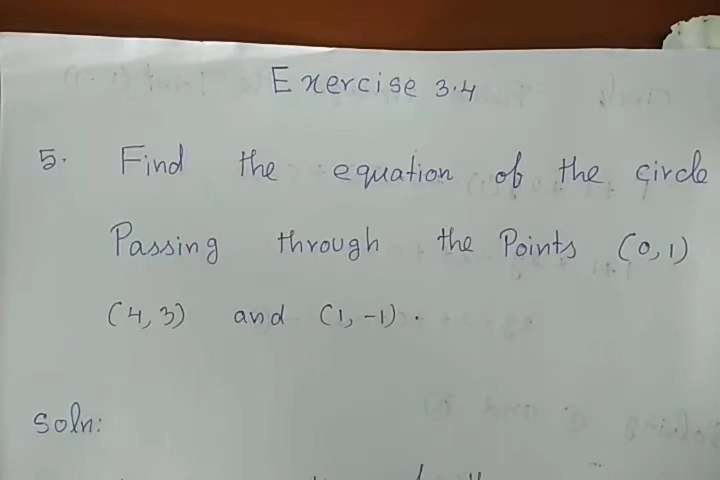 Exercise 3.4
5. Find the equation of the circle
Passing through the Points (0,1)
(4,3) and (1,-1).
Soln: